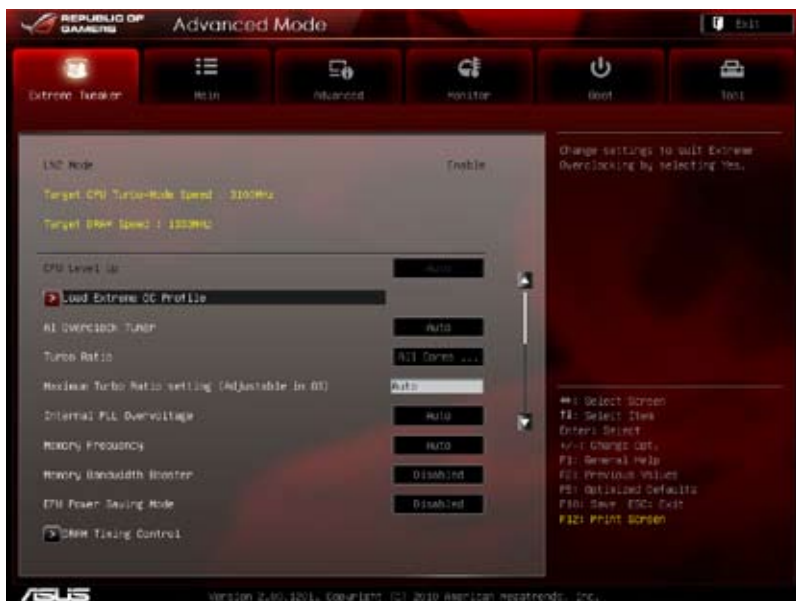 REPUBLIC OF
GAMERS
Advanced Mode
Exit
Extreme Tweaker
Main
Advanced
Monitor
Boot
Tool
LN2 Mode
Enable
Target CPU Turbo-Mode Speed : 3100MHz
Target DRAM Speed : 1333MHz
CPU Level Up
Auto
> Load Extreme OC Profile
Ai Overclock Tuner
Auto
Turbo Ratio
All Cores ...
Maximum Turbo Ratio setting (Adjustable in OS)
Auto
Internal PLL Overvoltage
Auto
Memory Frequency
Auto
Memory Bandwidth Booster
Disabled
EPU Power Saving Mode
Disabled
> DRAM Timing Control
Change settings to suit Extreme
Overclocking by selecting Yes.
→←: Select Screen
↑↓: Select Item
Enter: Select
+/-: Change Opt.
F1: General Help
F2: Previous Values
F5: Optimized Defaults
F10: Save ESC: Exit
F12: Print Screen
ASUS
Version 2.00.1201. Copyright (C) 2010 American Megatrends, Inc.